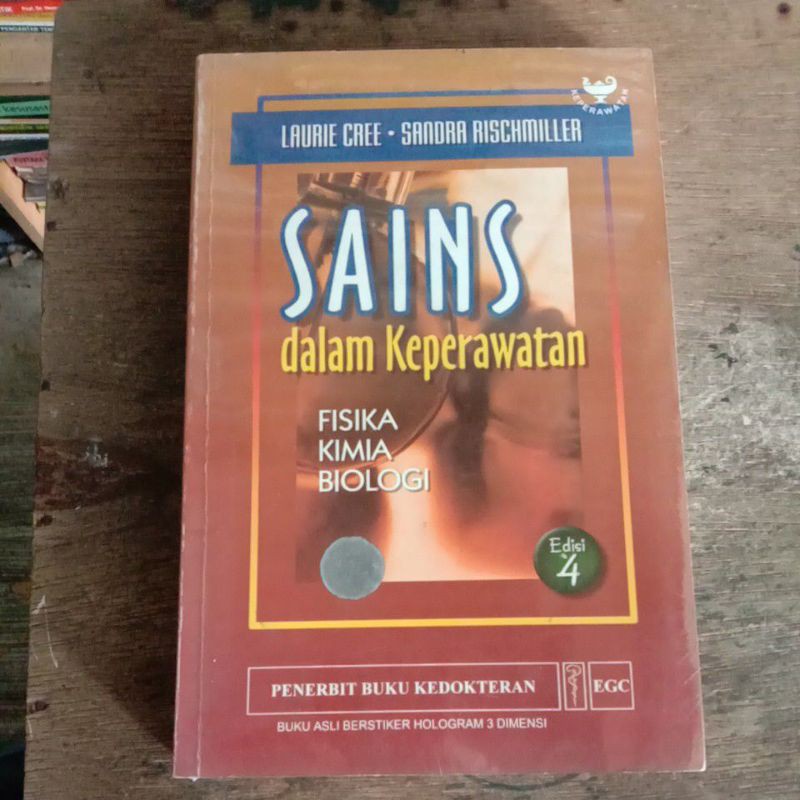 KEPERAWATAN
LAURIE CREE • SANDRA RISCHMILLER
SAINS
dalam Keperawatan
FISIKA
KIMIA
BIOLOGI
Edisi
4
PENERBIT BUKU KEDOKTERAN
EGC
BUKU ASLI BERSTIKER HOLOGRAM 3 DIMENSI